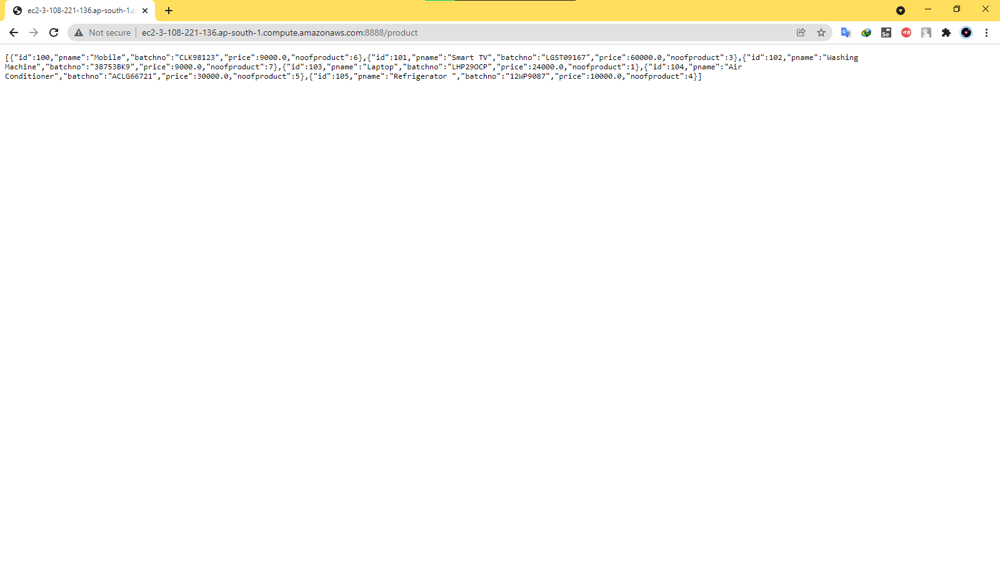 ec2-3-108-221-136.ap-south-1.c
Not secure
ec2-3-108-221-136.ap-south-1.compute.amazonaws.com:8888/product
Se
[{"id":100,"pname":"Mobile","batchno":"CLK98123","price":9000.0,"noofproduct":6},{"id":101,"pname":"Smart TV","batchno":"LGST09167","price":60000.0,"noofproduct":3},{"id":102,"pname":"Washing
Machine","batchno":"38753BK9","price":9000.0,"noofproduct":7},{"id":103,"pname":"Laptop","batchno":"LHP29OCP","price":24000.0,"noofproduct":1},{"id":104,"pname":"Air
Conditioner","batchno":"ACLG66721","price":30000.0,"noofproduct":5},{"id":105,"pname":"Refrigerator ","batchno":"12WP9087","price":10000.0,"noofproduct":4}]